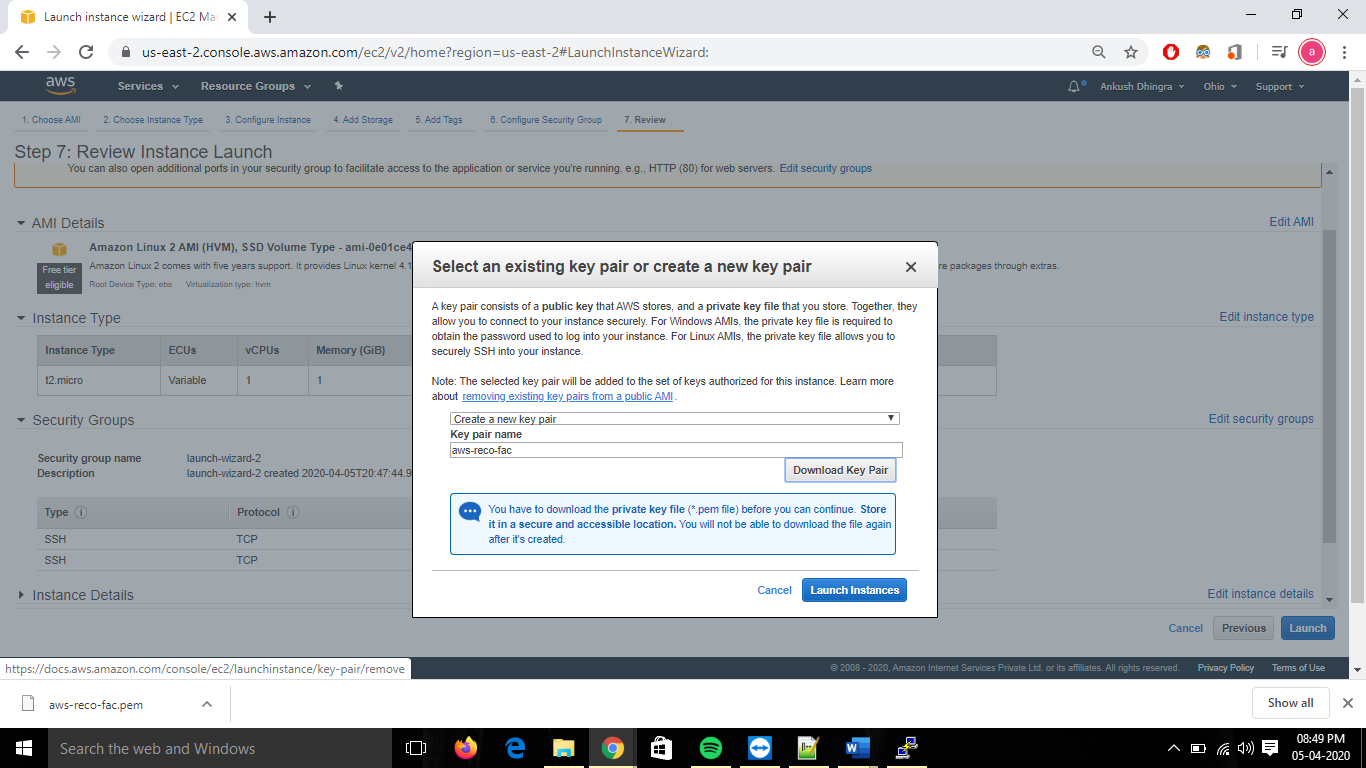 Launch instance wizard | EC2 Ma
us-east-2.console.aws.amazon.com/ec2/v2/home?region=us-east-2#LaunchInstanceWizard:
a
aws
Services
Resource Groups
Ankush Dhingra
Ohio
Support
1. Choose AMI
2. Choose Instance Type
3. Configure Instance
4. Add Storage
5. Add Tags
6. Configure Security Group
7. Review
Step 7: Review Instance Launch
You can also open additional ports in your security group to facilitate access to the application or service you're running, e.g., HTTP (80) for web servers. Edit security groups
AMI Details
Edit AMI
Amazon Linux 2 AMI (HVM), SSD Volume Type - ami-0e01ce4
Free tier
eligible
Amazon Linux 2 comes with five years support. It provides Linux kernel 4.1
re packages through extras.
Root Device Type: ebs Virtualization type: hvm
Instance Type
Edit instance type
Instance Type
ECUs
vCPUs
Memory (GiB)
t2.micro
Variable
1
1
Security Groups
Edit security groups
Security group name
launch-wizard-2
Description
launch-wizard-2 created 2020-04-05T20:47:44.9
Type
Protocol
SSH
TCP
SSH
TCP
Instance Details
Edit instance details
Cancel
Previous
Launch
Select an existing key pair or create a new key pair
A key pair consists of a public key that AWS stores, and a private key file that you store. Together, they
allow you to connect to your instance securely. For Windows AMIs, the private key file is required to
obtain the password used to log into your instance. For Linux AMIs, the private key file allows you to
securely SSH into your instance.
Note: The selected key pair will be added to the set of keys authorized for this instance. Learn more
about removing existing key pairs from a public AMI.
Create a new key pair
Key pair name
aws-reco-fac
Download Key Pair
You have to download the private key file (*.pem file) before you can continue. Store
it in a secure and accessible location. You will not be able to download the file again
after it's created.
Cancel
Launch Instances
https://docs.aws.amazon.com/console/ec2/launchinstance/key-pair/remove
© 2008 - 2020, Amazon Internet Services Private Ltd. or its affiliates. All rights reserved.
Privacy Policy
Terms of Use
aws-reco-fac.pem
Show all
Search the web and Windows
08:49 PM
05-04-2020